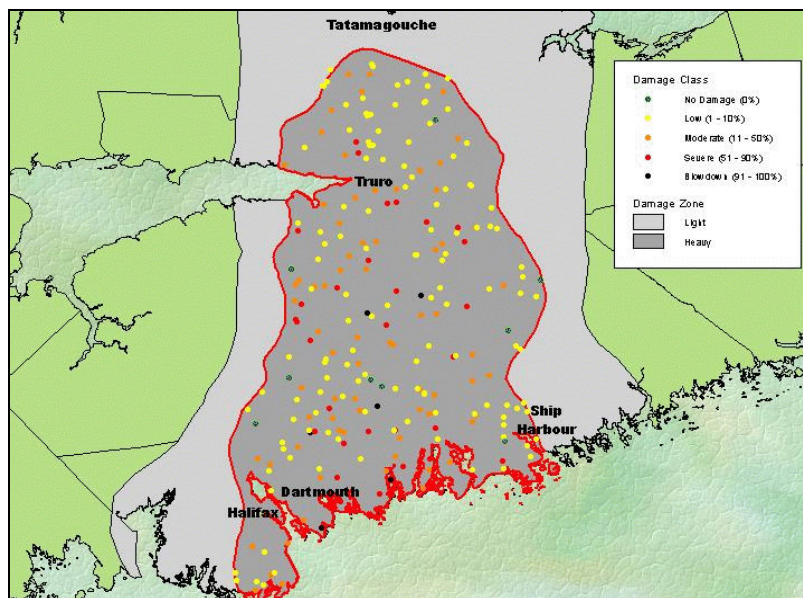 Tatamagouche
Damage Class
No Damage (0%)
Low (1 - 10%)
Moderate (11 - 50%)
Severe (51 - 90%)
Blowdown (91 - 100%)
Damage Zone
Light
Heavy
Truro
Ship
Harbour
Dartmouth
Halifax